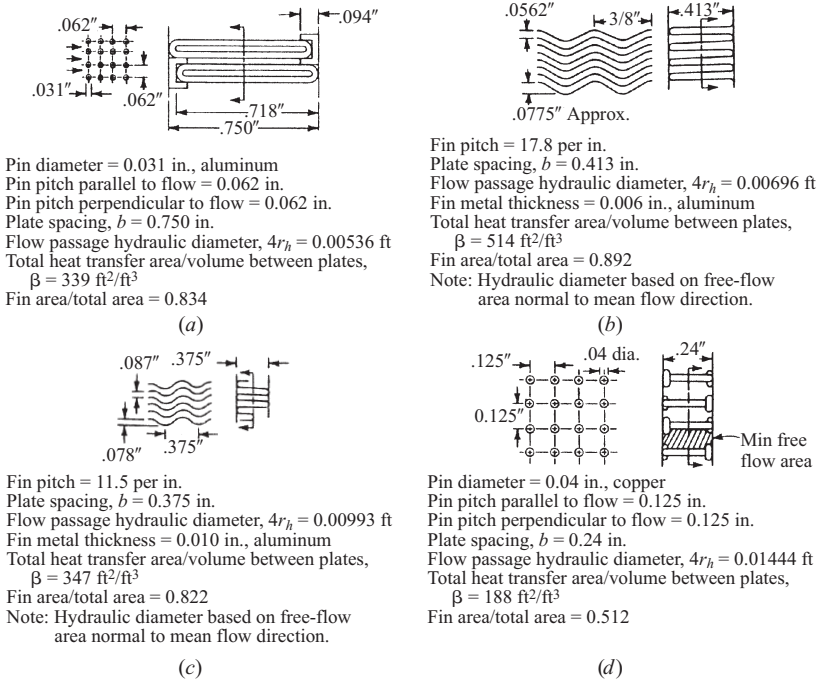 .062″
.094″
.031″
.062″
.718″
.750″
Pin diameter = 0.031 in., aluminum
Pin pitch parallel to flow = 0.062 in.
Pin pitch perpendicular to flow = 0.062 in.
Plate spacing, b = 0.750 in.
Flow passage hydraulic diameter, 4rₕ = 0.00536 ft
Total heat transfer area/volume between plates,
β = 339 ft²/ft³
Fin area/total area = 0.834
(a)
.0562″
3/8″
.413″
.0775″ Approx.
Fin pitch = 17.8 per in.
Plate spacing, b = 0.413 in.
Flow passage hydraulic diameter, 4rₕ = 0.00696 ft
Fin metal thickness = 0.006 in., aluminum
Total heat transfer area/volume between plates,
β = 514 ft²/ft³
Fin area/total area = 0.892
Note: Hydraulic diameter based on free-flow
area normal to mean flow direction.
(b)
.087″
.375″
.078″
.375″
Fin pitch = 11.5 per in.
Plate spacing, b = 0.375 in.
Flow passage hydraulic diameter, 4rₕ = 0.00993 ft
Fin metal thickness = 0.010 in., aluminum
Total heat transfer area/volume between plates,
β = 347 ft²/ft³
Fin area/total area = 0.822
Note: Hydraulic diameter based on free-flow
area normal to mean flow direction.
(c)
.125″
.04 dia.
.24″
0.125″
Min free
flow area
Pin diameter = 0.04 in., copper
Pin pitch parallel to flow = 0.125 in.
Pin pitch perpendicular to flow = 0.125 in.
Plate spacing, b = 0.24 in.
Flow passage hydraulic diameter, 4rₕ = 0.01444 ft
Total heat transfer area/volume between plates,
β = 188 ft²/ft³
Fin area/total area = 0.512
(d)